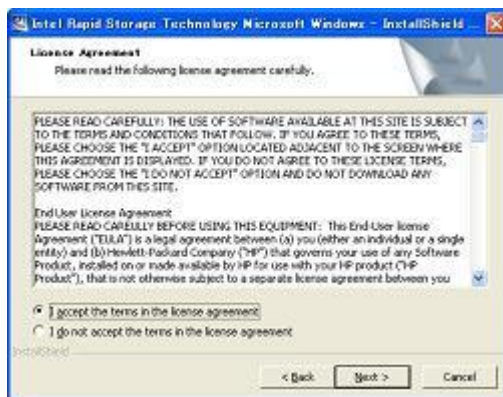 Intel Rapid Storage Technology Microsoft Windows - InstallShield ...
License Agreement
Please read the following license agreement carefully.
PLEASE READ CAREFULLY: THE USE OF SOFTWARE AVAILABLE AT THIS SITE IS SUBJECT
TO THE TERMS AND CONDITIONS THAT FOLLOW. IF YOU AGREE TO THESE TERMS,
PLEASE CHOOSE THE "I ACCEPT" OPTION LOCATED ADJACENT TO THE SCREEN WHERE
THIS AGREEMENT IS DISPLAYED. IF YOU DO NOT AGREE TO THESE LICENSE TERMS,
PLEASE CHOOSE THE "I DO NOT ACCEPT" OPTION AND DO NOT DOWNLOAD ANY
SOFTWARE FROM THIS SITE.
End User License Agreement
PLEASE READ CAREULLY BEFORE USING THIS EQUIPMENT: This End-User license
Agreement ("EULA") is a legal agreement between (a) you (either an individual or a single
entity) and (b) Hewlett-Packard Company ("HP") that governs your use of any Software
Product, installed on or made available by HP for use with your HP product ("HP
Product"), that is not otherwise subject to a separate license agreement between you
I accept the terms in the license agreement
I do not accept the terms in the license agreement
InstallShield
< Back
Next >
Cancel